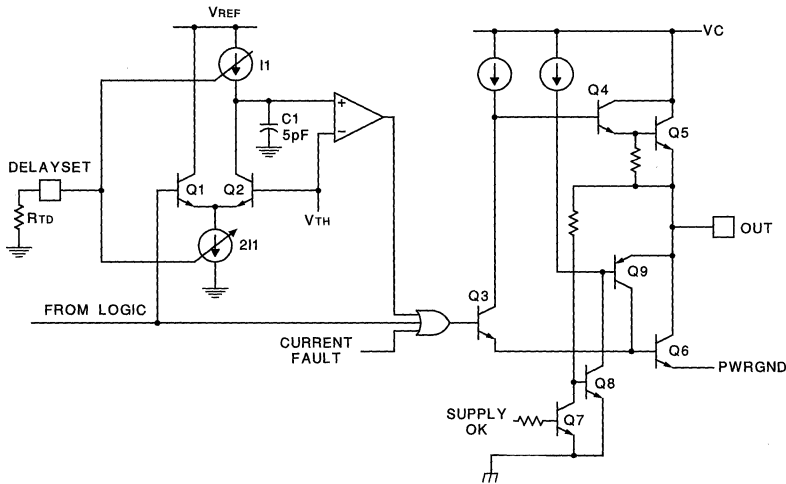 VREF
VC
I1
Q4
+
C1
5pF
−
Q5
DELAYSET
Q1
Q2
RTD
VTH
2I1
OUT
Q9
FROM LOGIC
Q3
CURRENT
FAULT
Q6
PWRGND
Q8
SUPPLY
OK
Q7